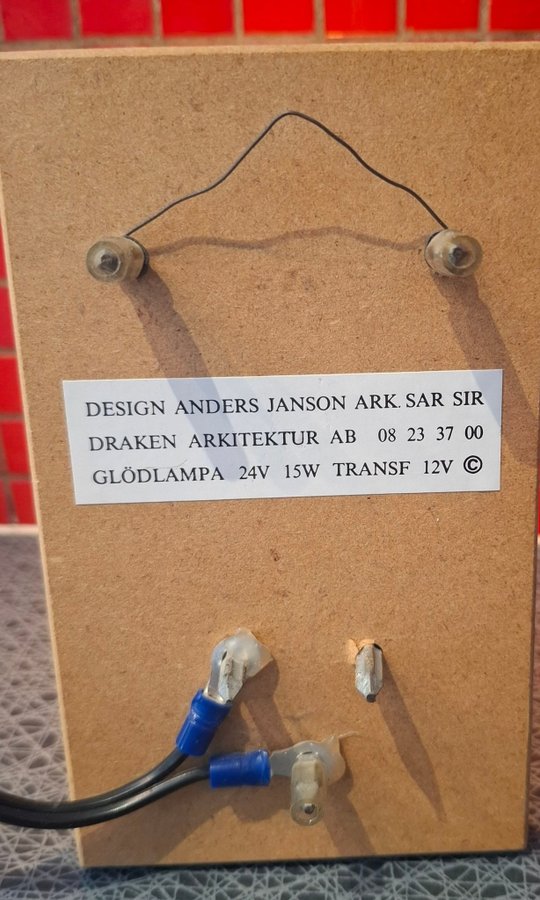 DESIGN ANDERS JANSON ARK. SAR SIR
DRAKEN ARKITEKTUR AB 08 23 37 00
GLÖDLAMPA 24V 15W TRANSF 12V ©